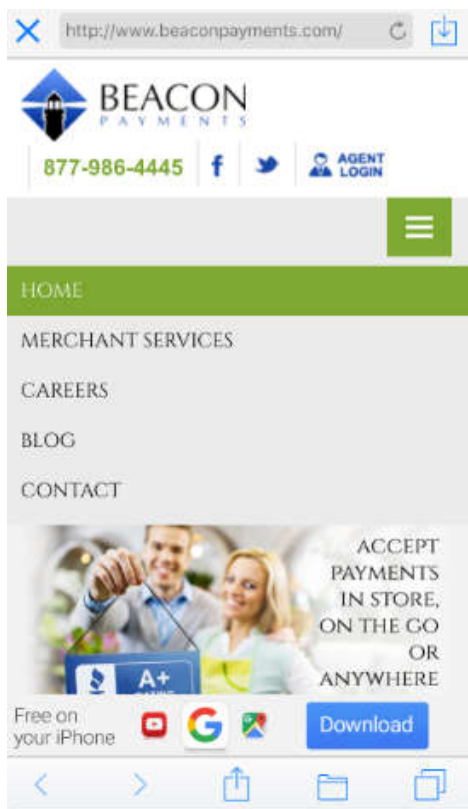 http://www.beaconpayments.com/
BEACON
PAYMENTS
877-986-4445
AGENT
LOGIN
HOME
MERCHANT SERVICES
CAREERS
BLOG
CONTACT
ACCEPT
PAYMENTS
IN STORE,
ON THE GO
OR
ANYWHERE
A+
Free on
your iPhone
Download